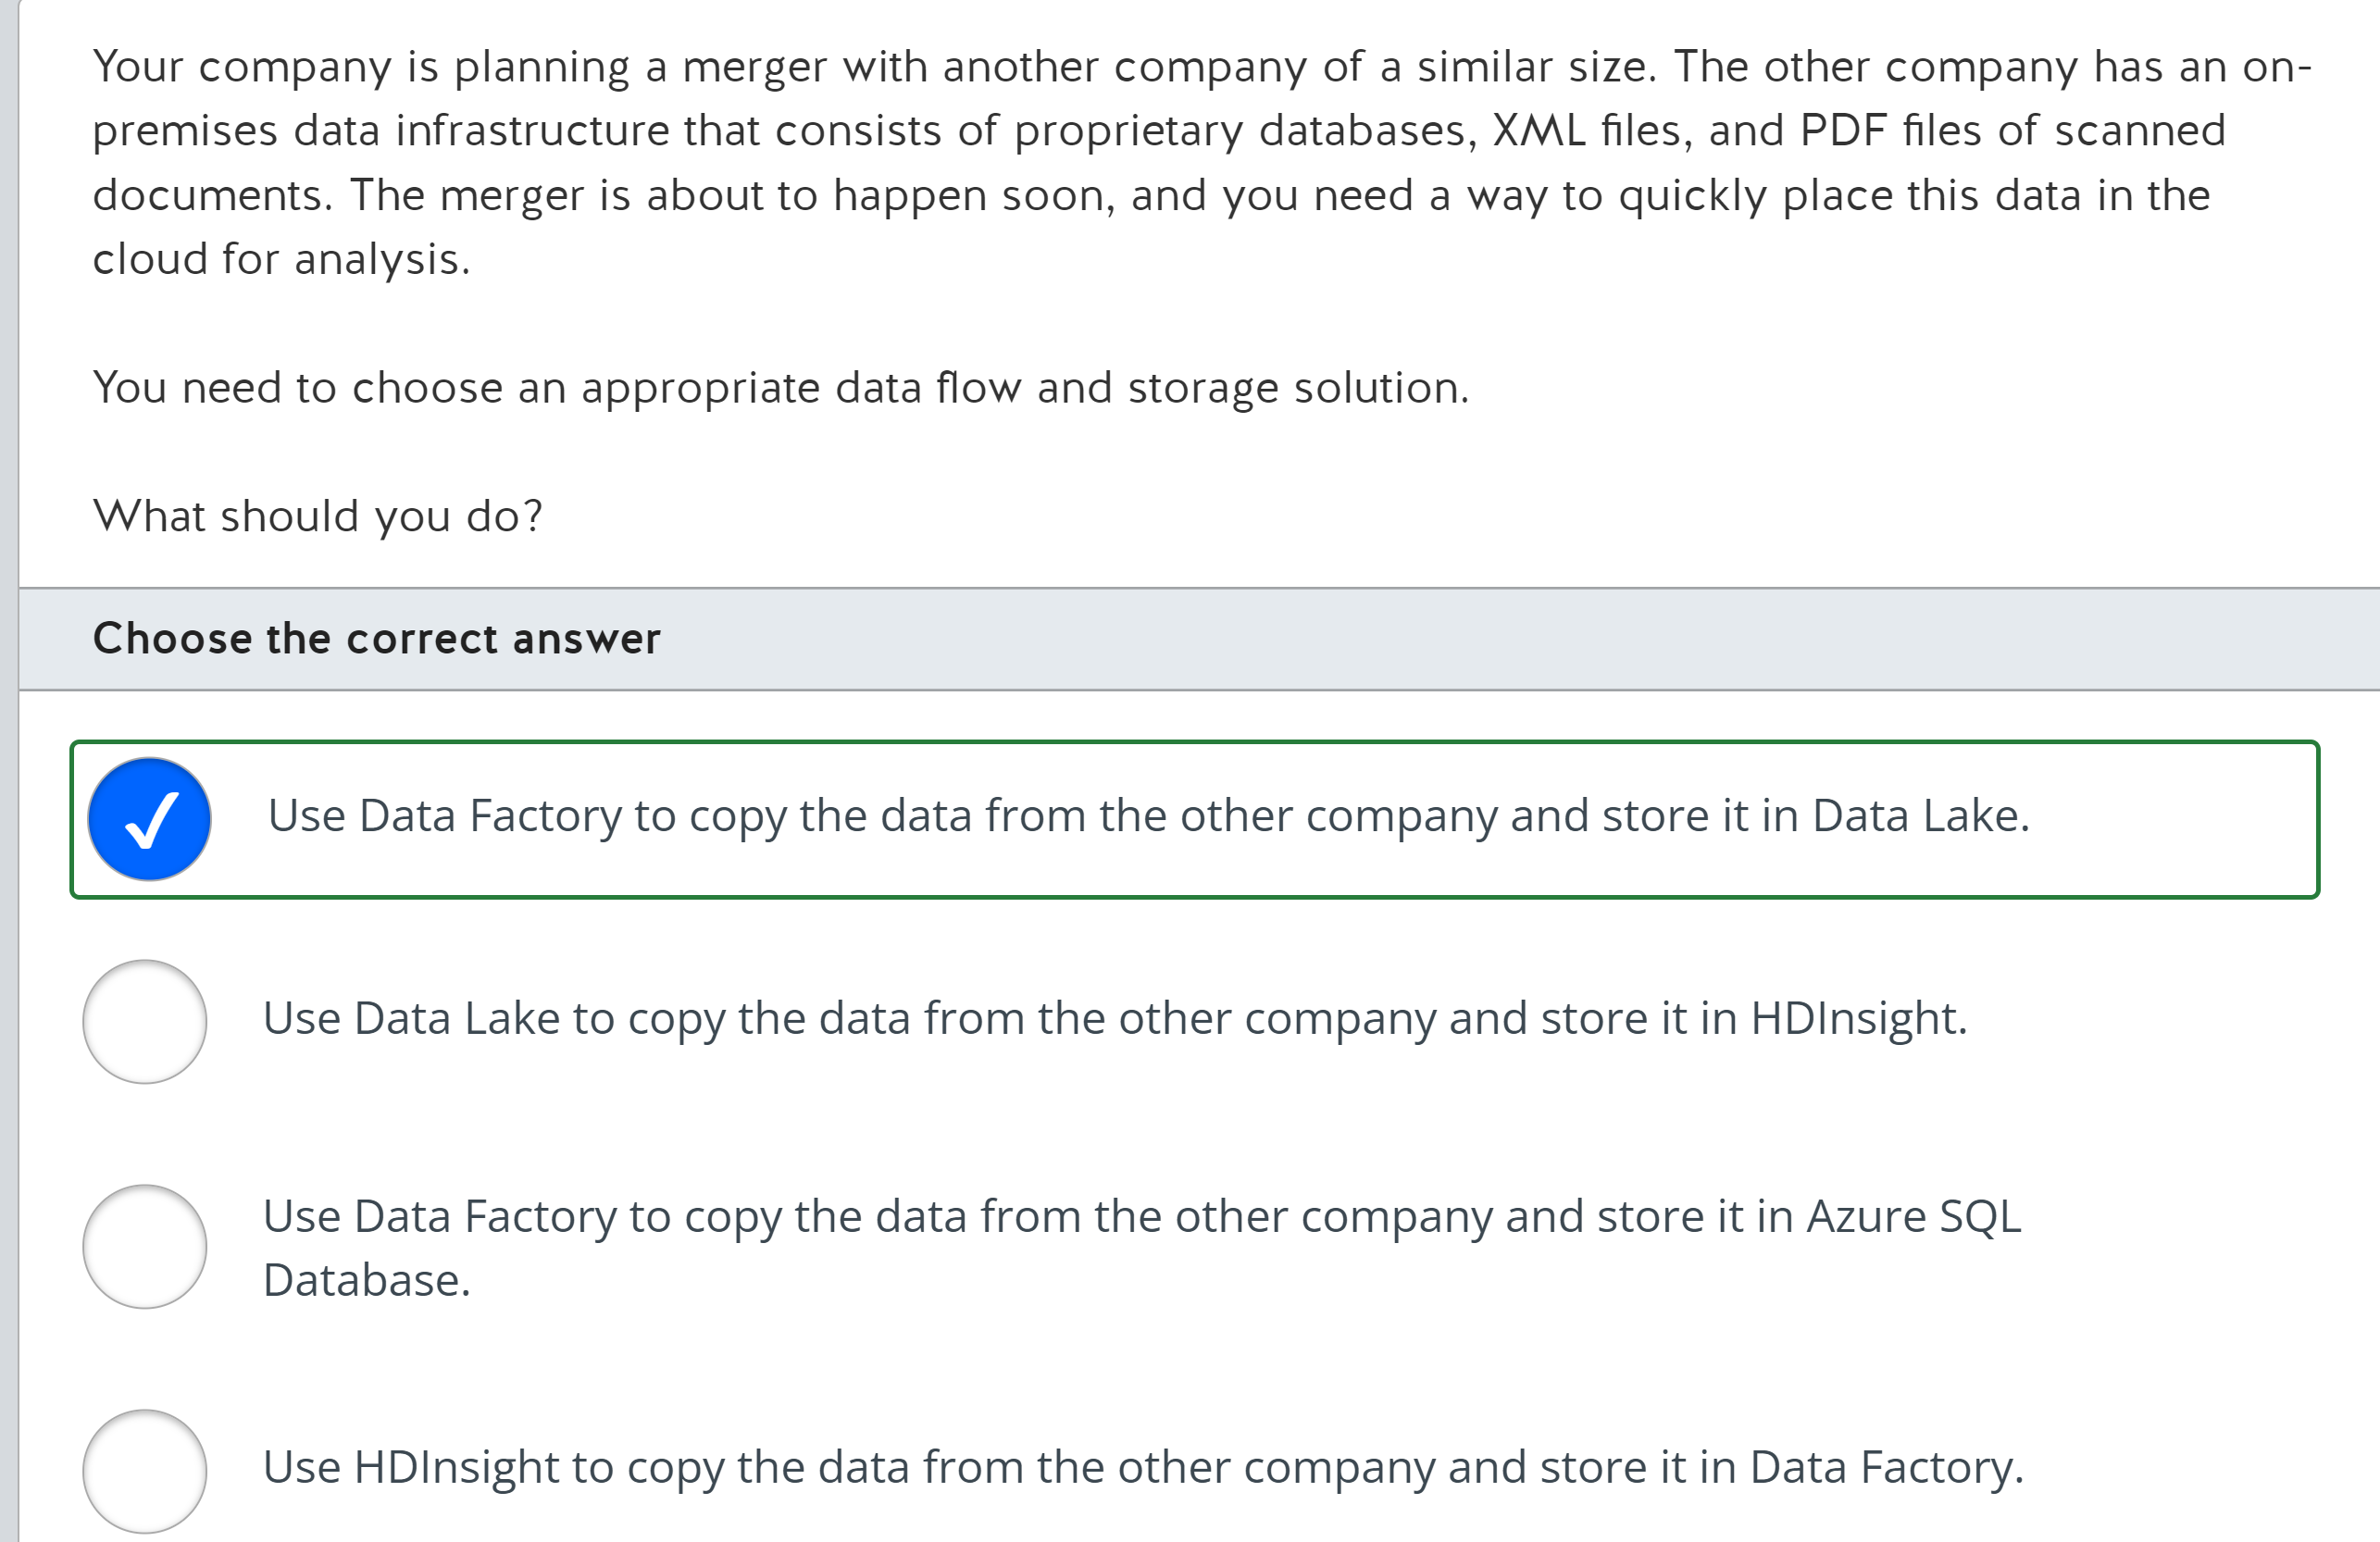 Your company is planning a merger with another company of a similar size. The other company has an on-
premises data infrastructure that consists of proprietary databases, XML files, and PDF files of scanned
documents. The merger is about to happen soon, and you need a way to quickly place this data in the
cloud for analysis.
You need to choose an appropriate data flow and storage solution.
What should you do?
Choose the correct answer
Use Data Factory to copy the data from the other company and store it in Data Lake.
Use Data Lake to copy the data from the other company and store it in HDInsight.
Use Data Factory to copy the data from the other company and store it in Azure SQL
Database.
Use HDInsight to copy the data from the other company and store it in Data Factory.